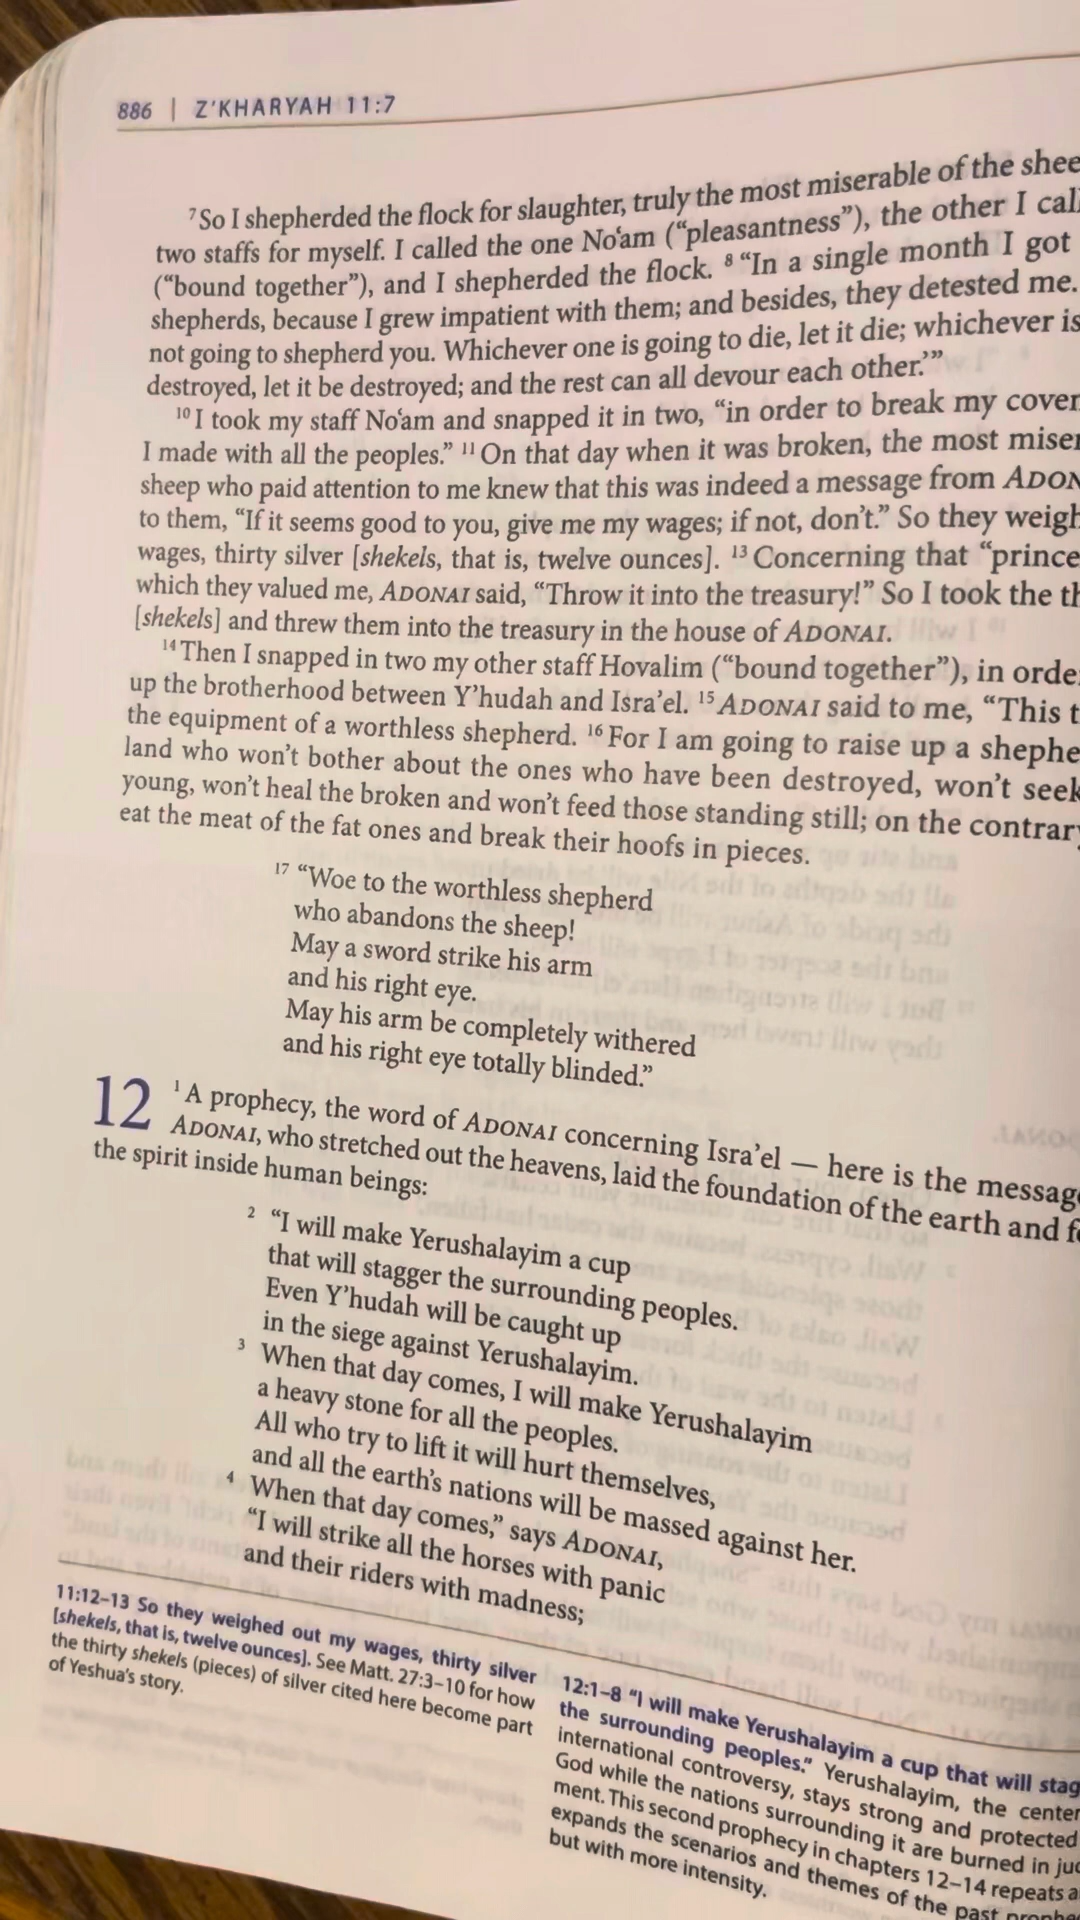 886 | Z'KHARYAH 11:7
⁷So I shepherded the flock for slaughter, truly the most miserable of the
two staffs for myself. I called the one No‘am (“pleasantness”), the other I
(“bound together”), and I shepherded the flock. ⁸ “In a single month I got
shepherds, because I grew impatient with them; and besides, they detested me.
not going to shepherd you. Whichever one is going to die, let it die; whichever is
destroyed, let it be destroyed; and the rest can all devour each other.’”
¹⁰I took my staff No‘am and snapped it in two, “in order to break my
I made with all the peoples.” ¹¹On that day when it was broken, the most
sheep who paid attention to me knew that this was indeed a message from
to them, “If it seems good to you, give me my wages; if not, don’t.” So they
wages, thirty silver [shekels, that is, twelve ounces]. ¹³Concerning that
which they valued me, ADONAI said, “Throw it into the treasury!” So I took the
[shekels] and threw them into the treasury in the house of ADONAI.
¹⁴Then I snapped in two my other staff Hovalim (“bound together”), in
up the brotherhood between Y’hudah and Isra’el. ¹⁵ADONAI said to me, “This
the equipment of a worthless shepherd. ¹⁶For I am going to raise up a
land who won’t bother about the ones who have been destroyed, won’t
young, won’t heal the broken and won’t feed those standing still; on the
eat the meat of the fat ones and break their hoofs in pieces.
¹⁷ “Woe to the worthless shepherd
who abandons the sheep!
May a sword strike his arm
and his right eye.
May his arm be completely withered
and his right eye totally blinded.”
12 ¹A prophecy, the word of ADONAI concerning Isra’el — here is the
ADONAI, who stretched out the heavens, laid the foundation of the earth and
the spirit inside human beings:
² “I will make Yerushalayim a cup
that will stagger the surrounding peoples.
Even Y’hudah will be caught up
in the siege against Yerushalayim.
³ When that day comes, I will make Yerushalayim
a heavy stone for all the peoples.
All who try to lift it will hurt themselves,
and all the earth’s nations will be massed against her.
⁴ When that day comes,” says ADONAI,
“I will strike all the horses with panic
and their riders with madness;
11:12–13 So they weighed out my wages, thirty silver
[shekels, that is, twelve ounces]. See Matt. 27:3–10 for how
the thirty shekels (pieces) of silver cited here become part
of Yeshua’s story.
12:1–8 “I will make Yerushalayim a cup that will
the surrounding peoples.” Yerushalayim, the
international controversy, stays strong and protected
God while the nations surrounding it are burned in
ment. This second prophecy in chapters 12–14 repeats
expands the scenarios and themes of the past
but with more intensity.